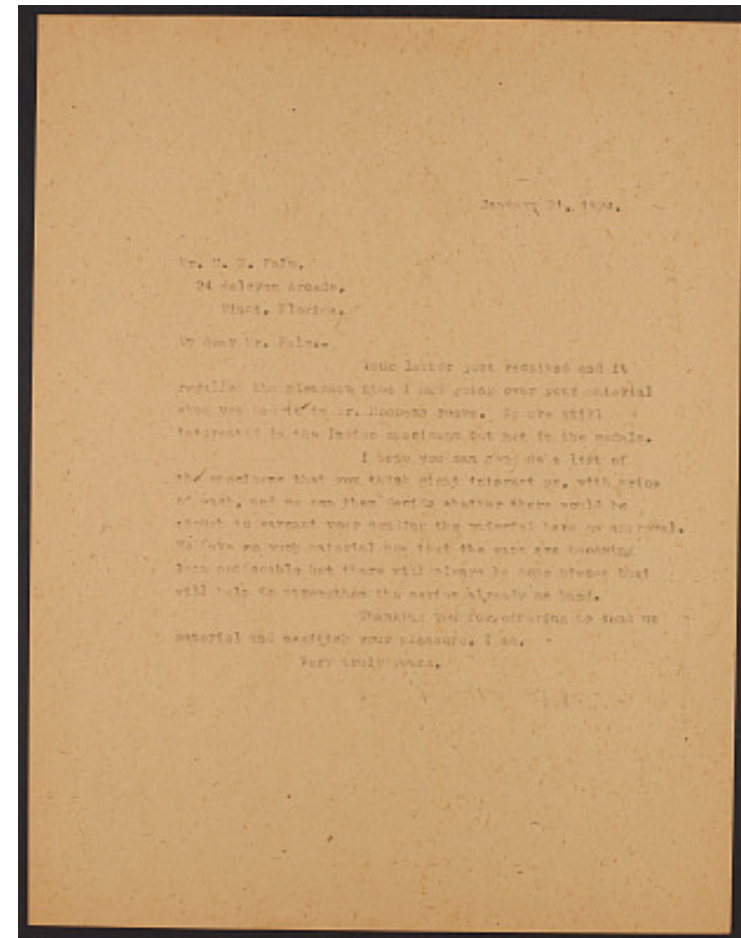 January 21, 1924.
Mr. M. F. Palm,
24 Halcyon Arcade,
Miami, Florida.
My dear Mr. Palm:-
Your letter just received and it
recalled the pleasant time I had going over your material
when you were in Mr. rooms. We are still
interested in the Indian specimens but not in the medals.
I hope you can send us a list of
the specimens that you think might interest us, with price
of each, and we can then decide whether there would be
enough to warrant your sending the material here on approval.
We have so much material now that the gaps are becoming
less noticeable but there will always be some pieces that
will help to strengthen the series already on hand.
Thanking you for offering to send us
material and awaiting your pleasure, I am,
Very truly yours,